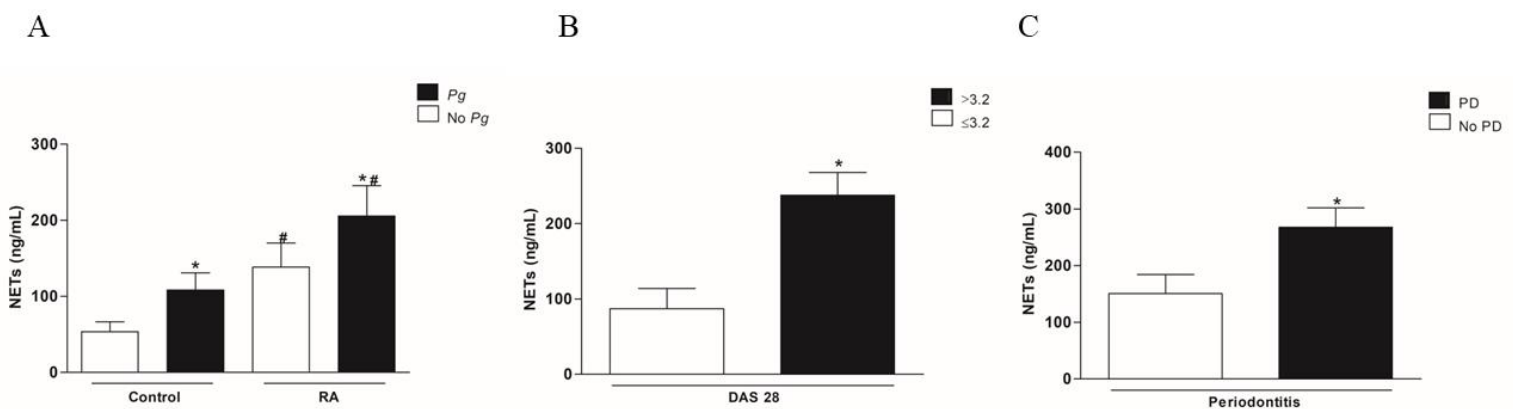 A
Pg
No Pg
NETs (ng/mL)
300
200
100
0
*
#
*#
Control
RA
B
>3.2
≤3.2
NETs (ng/mL)
300
200
100
0
*
DAS 28
C
PD
No PD
NETs (ng/mL)
400
300
200
100
0
*
Periodontitis